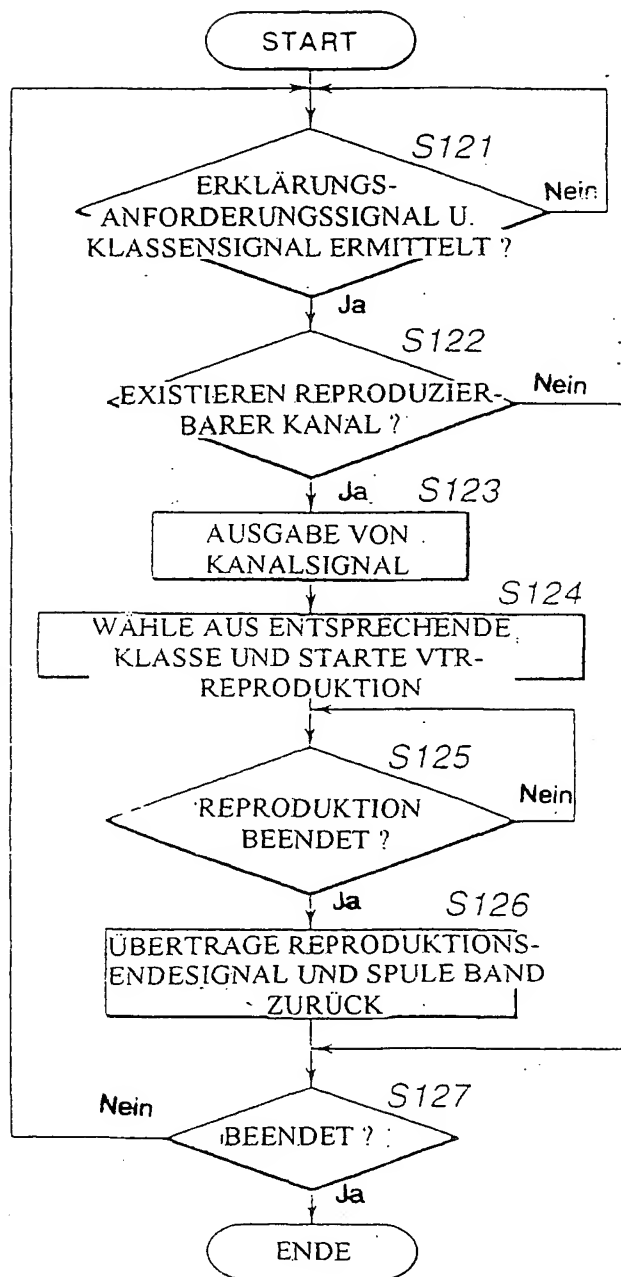 START
S121
ERKLÄRUNGS-
ANFORDERUNGSSIGNAL U.
KLASSENSIGNAL ERMITTELT ?
Nein
Ja
S122
EXISTIEREN REPRODUZIER-
BARER KANAL ?
Nein
Ja
S123
AUSGABE VON
KANALSIGNAL
S124
WÄHLE AUS ENTSPRECHENDE
KLASSE UND STARTE VTR-
REPRODUKTION
S125
REPRODUKTION
BEENDET ?
Nein
Ja
S126
ÜBERTRAGE REPRODUKTIONS-
ENDESIGNAL UND SPULE BAND
ZURÜCK
S127
Nein
BEENDET ?
Ja
ENDE